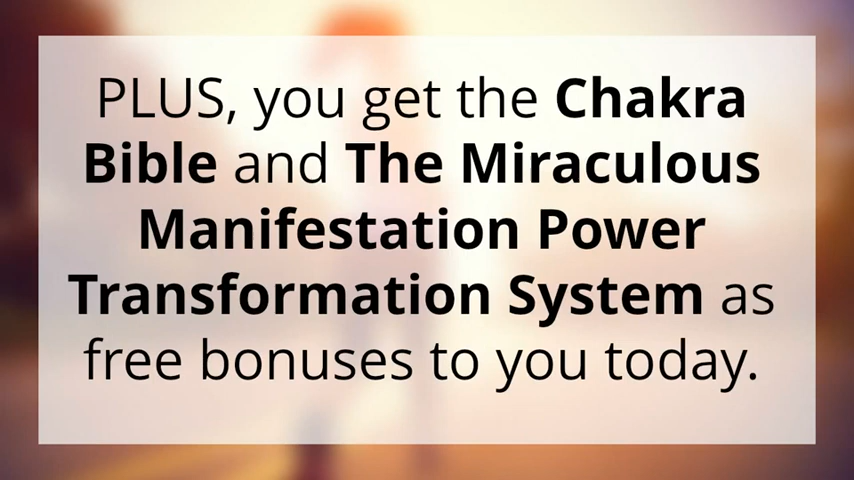 PLUS, you get the Chakra
Bible and The Miraculous
Manifestation Power
Transformation System as
free bonuses to you today.